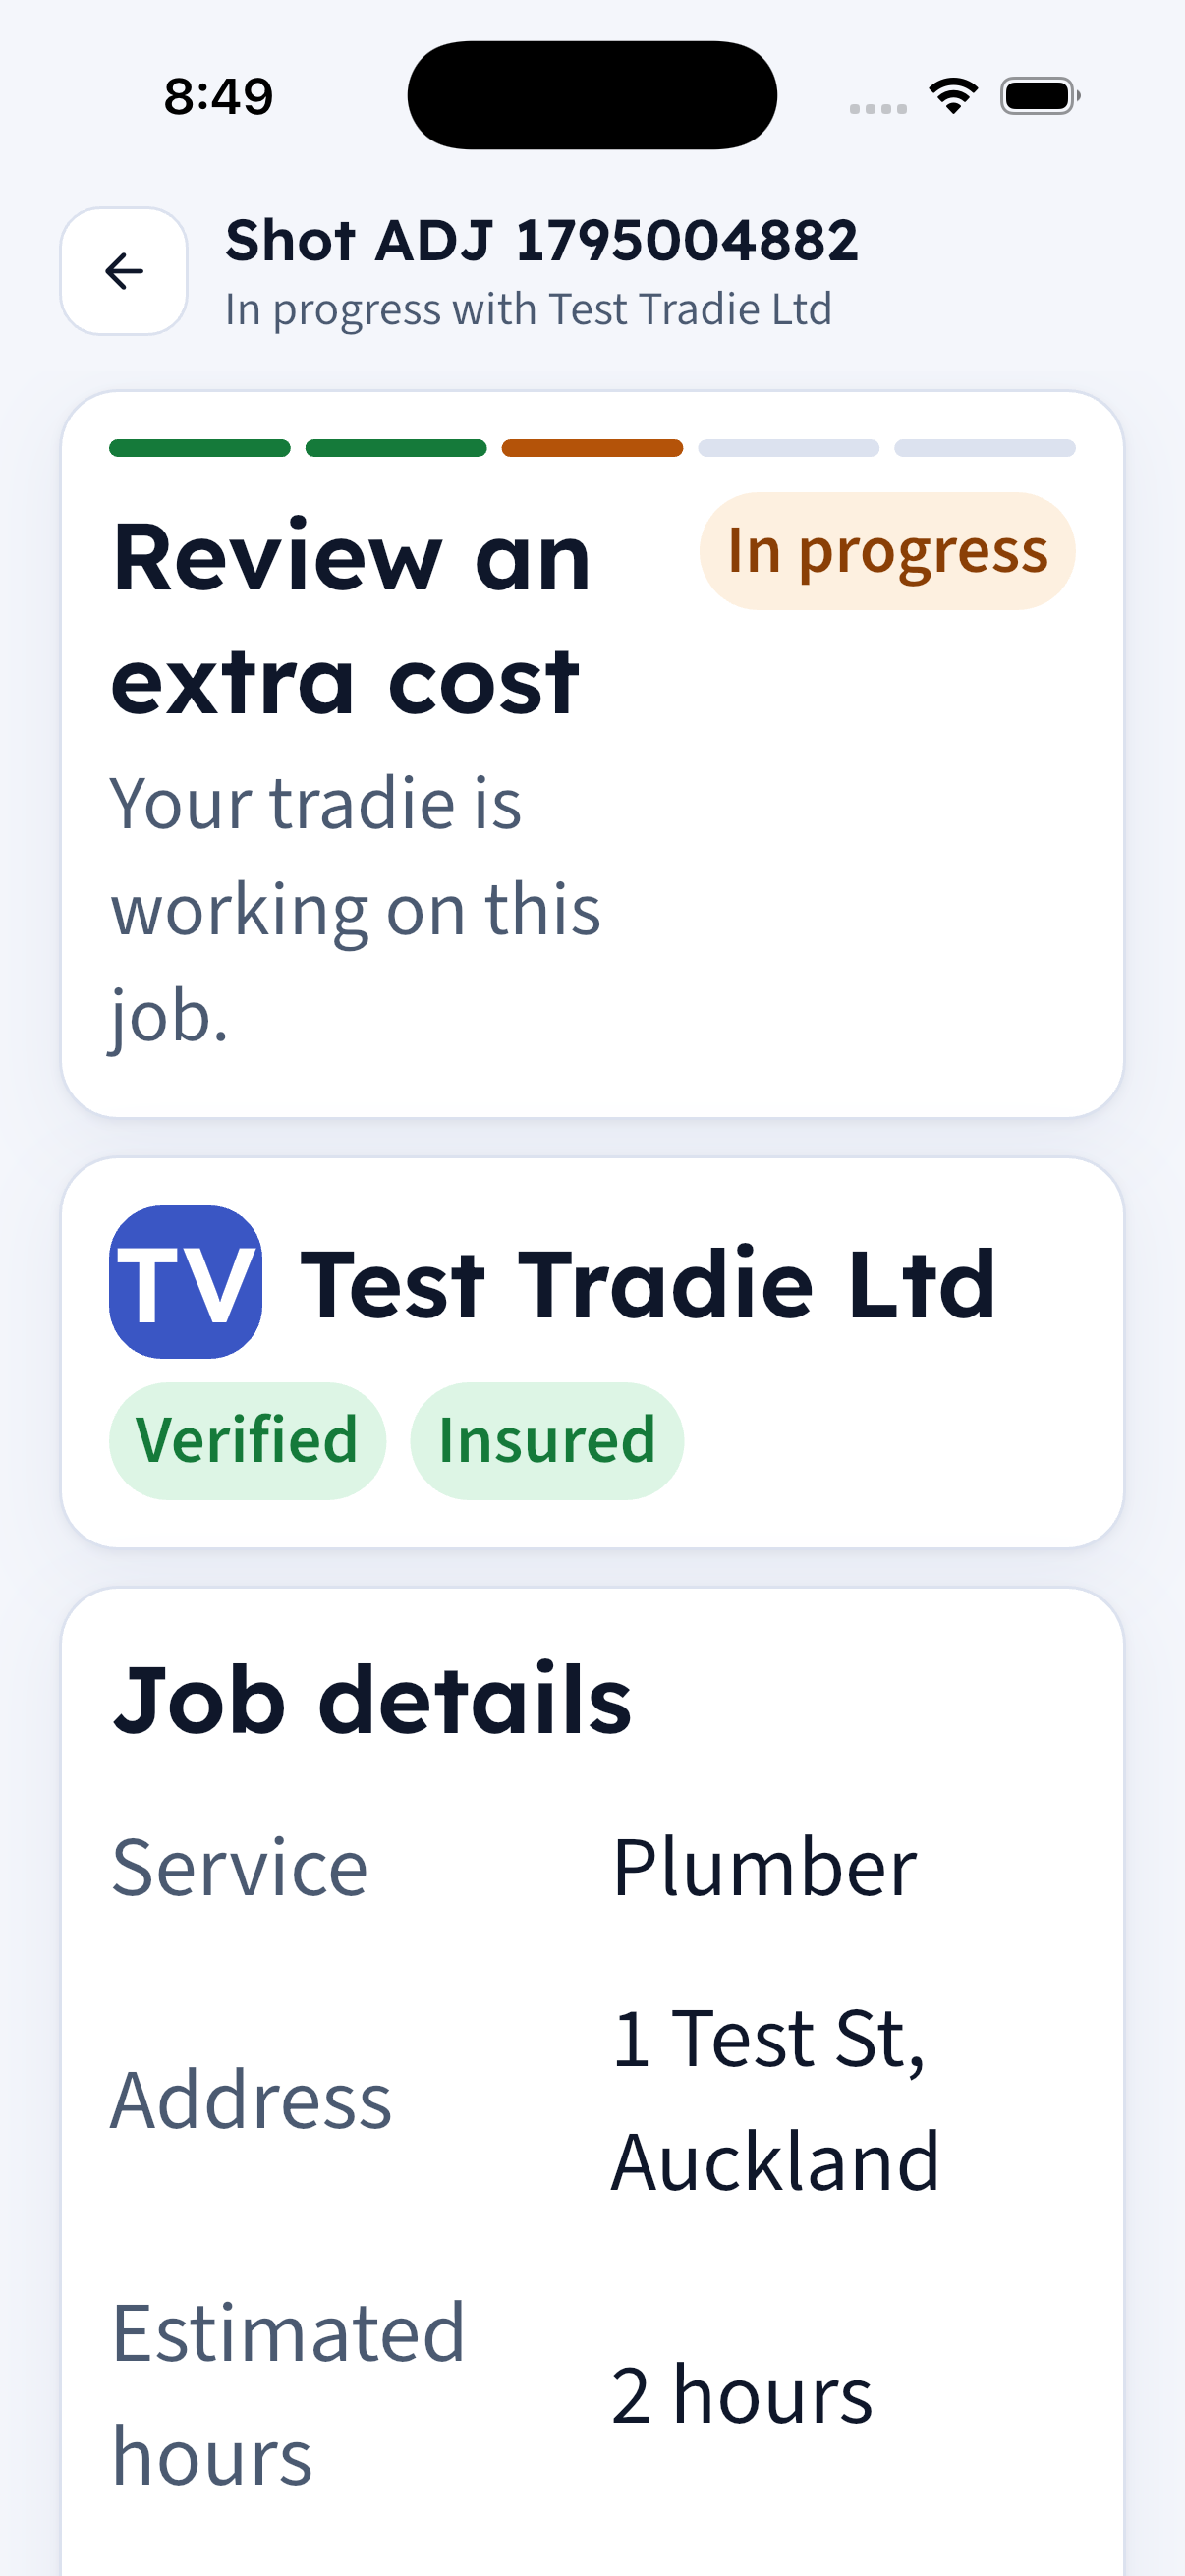 8:49
Shot ADJ 1795004882
In progress with Test Tradie Ltd
Review an
extra cost
In progress
Your tradie is
working on this
job.
TV
Test Tradie Ltd
Verified
Insured
Job details
Service
Plumber
Address
1 Test St,
Auckland
Estimated
hours
2 hours